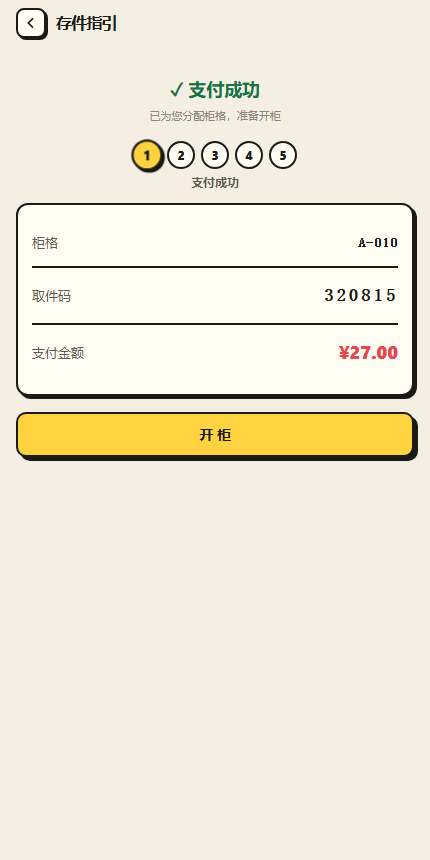 存件指引
✓ 支付成功
已为您分配柜格，准备开柜
1 2 3 4 5
支付成功
柜格 A-010
取件码 320815
支付金额 ¥27.00
开柜